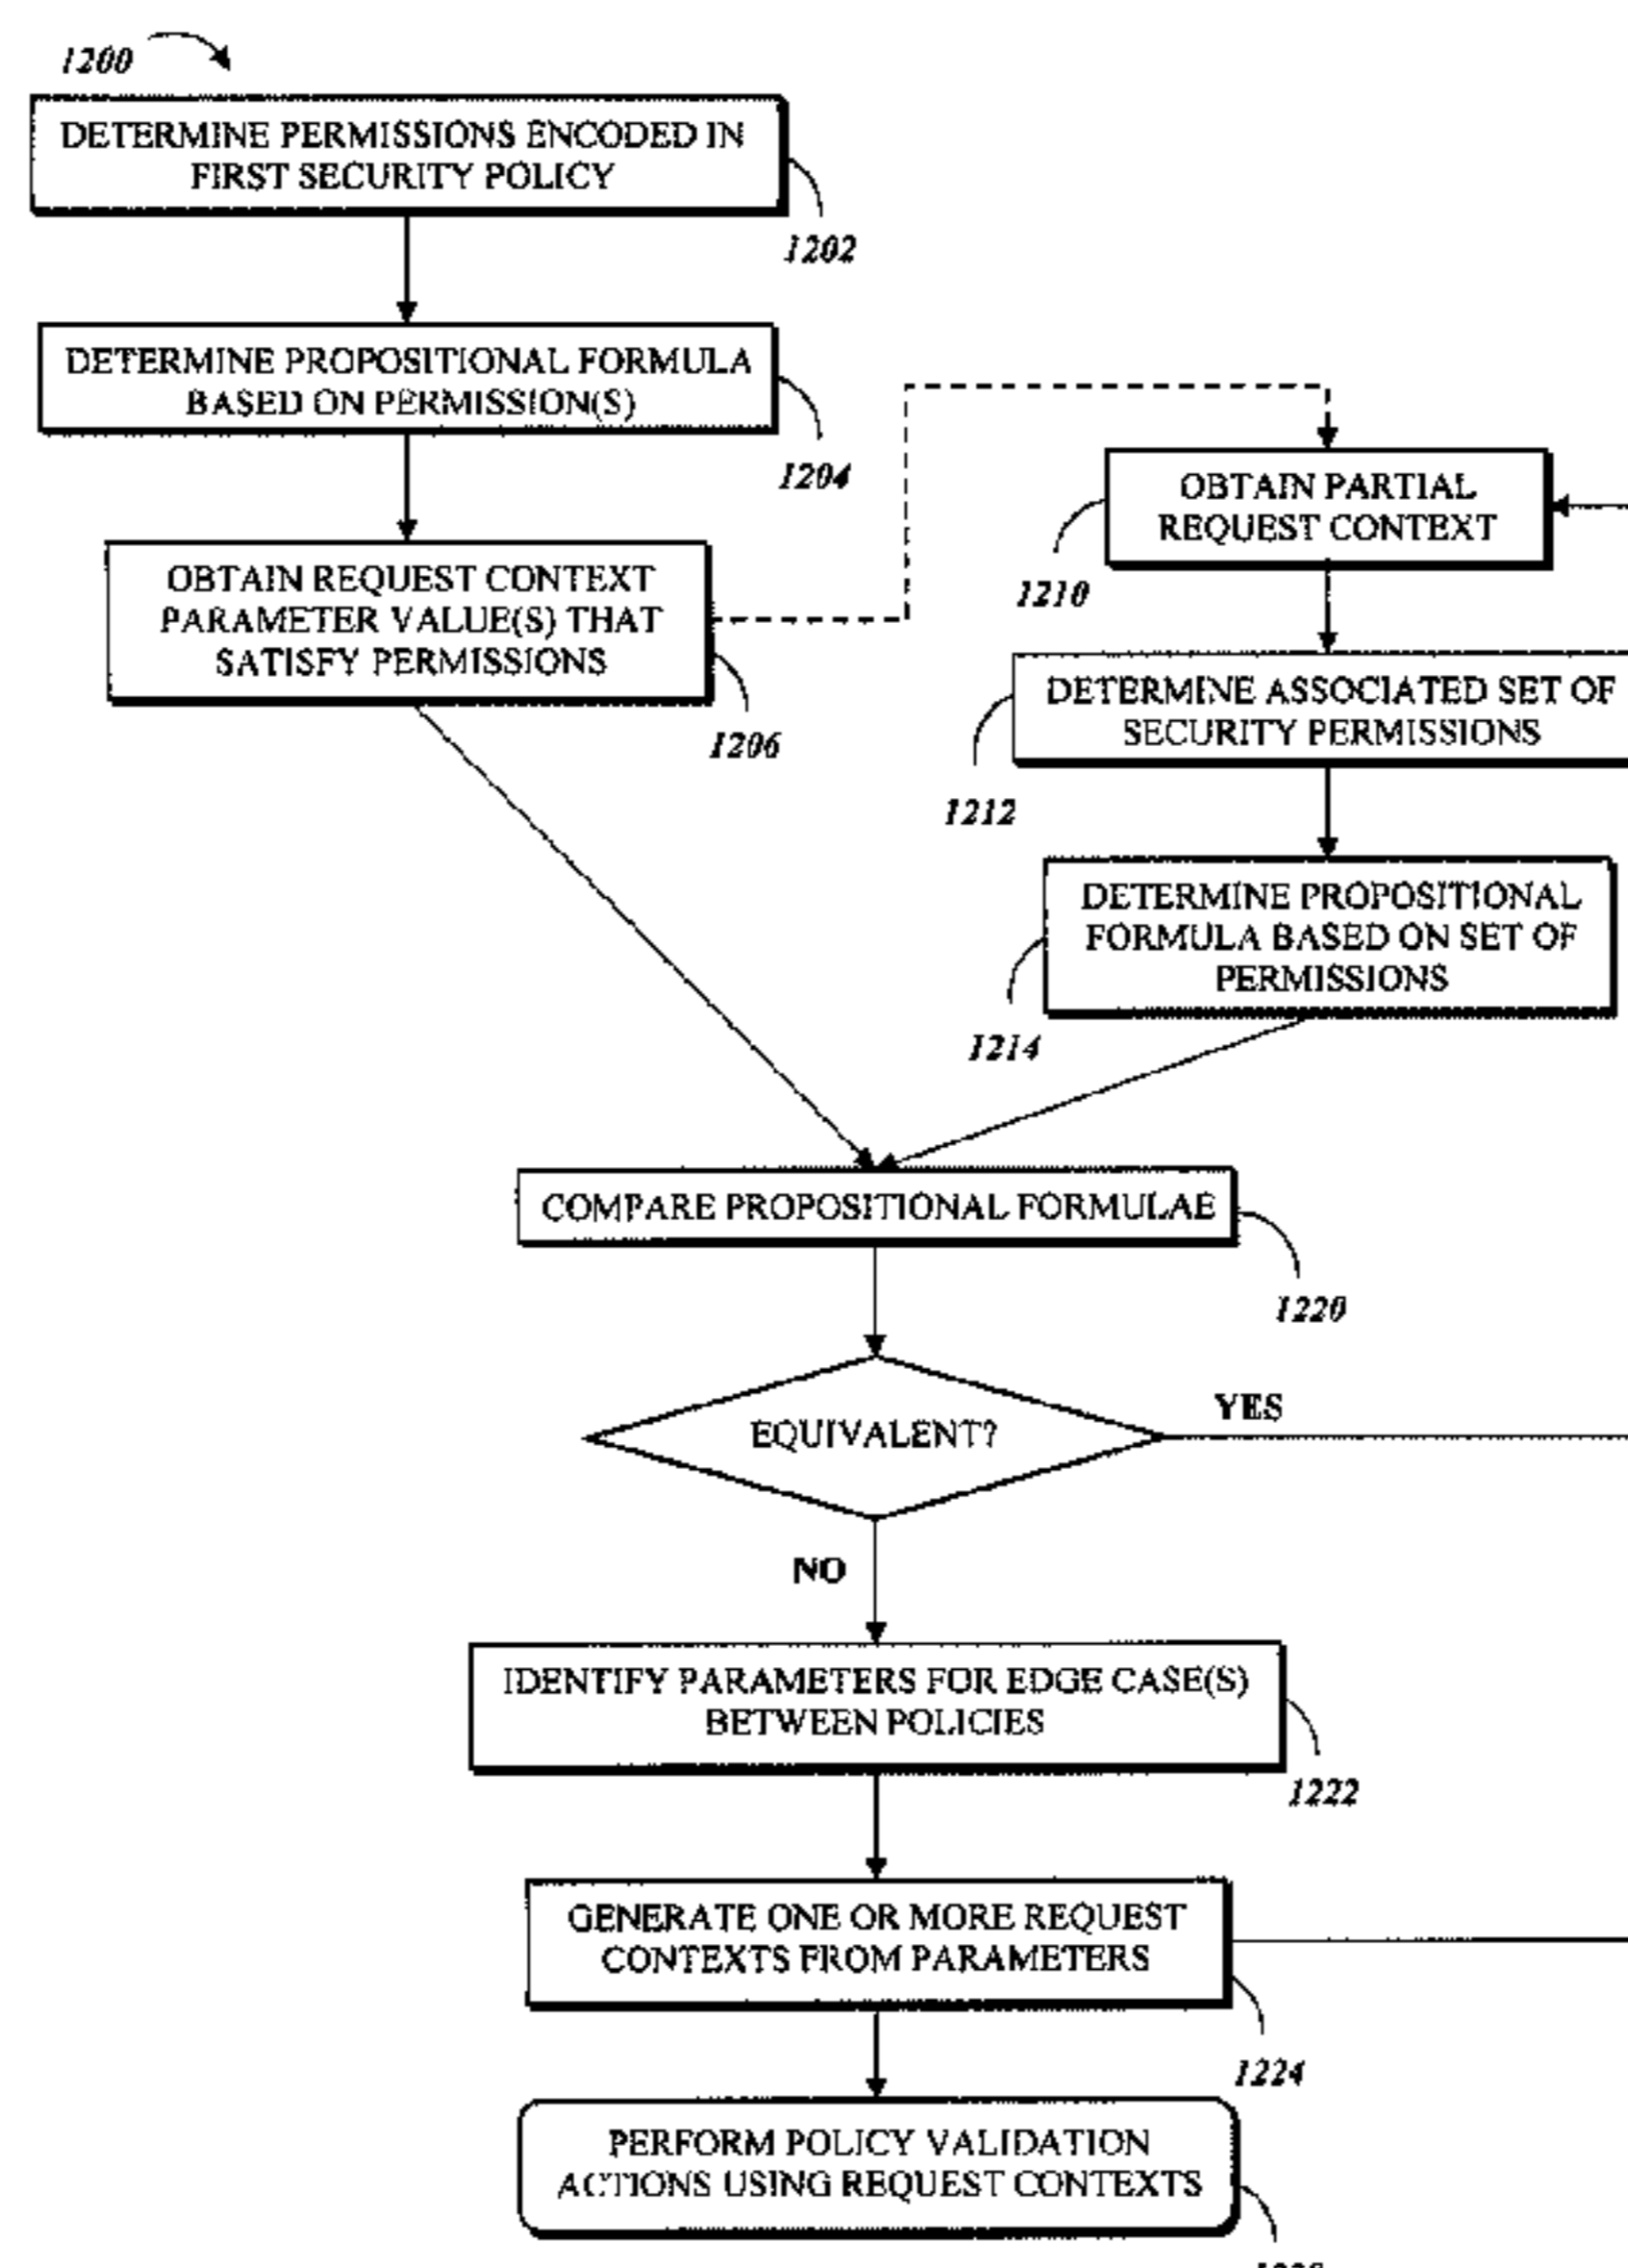 1200
DETERMINE PERMISSIONS ENCODED IN
FIRST SECURITY POLICY
1202
DETERMINE PROPOSITIONAL FORMULA
BASED ON PERMISSION(S)
1204
OBTAIN REQUEST CONTEXT
PARAMETER VALUE(S) THAT
SATISFY PERMISSIONS
1206
OBTAIN PARTIAL
REQUEST CONTEXT
1210
DETERMINE ASSOCIATED SET OF
SECURITY PERMISSIONS
1212
DETERMINE PROPOSITIONAL
FORMULA BASED ON SET OF
PERMISSIONS
1214
COMPARE PROPOSITIONAL FORMULAE
1220
EQUIVALENT?
YES
NO
IDENTIFY PARAMETERS FOR EDGE CASE(S)
BETWEEN POLICIES
1222
GENERATE ONE OR MORE REQUEST
CONTEXTS FROM PARAMETERS
1224
PERFORM POLICY VALIDATION
ACTIONS USING REQUEST CONTEXTS